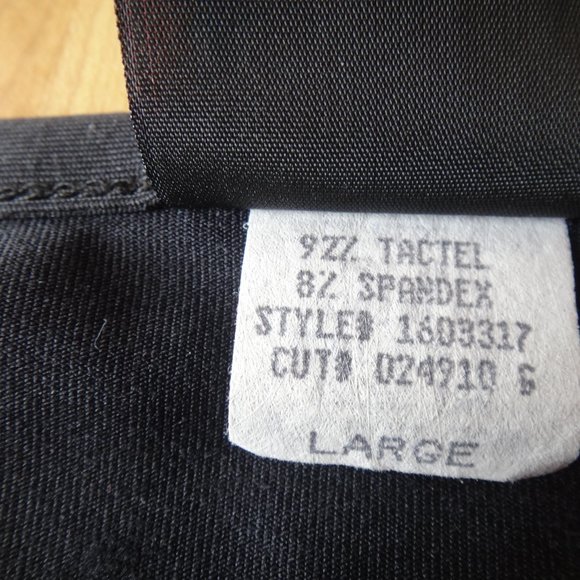 92% TACTEL
8% SPANDEX
STYLE# 1603317
CUT# 024910 G
LARGE